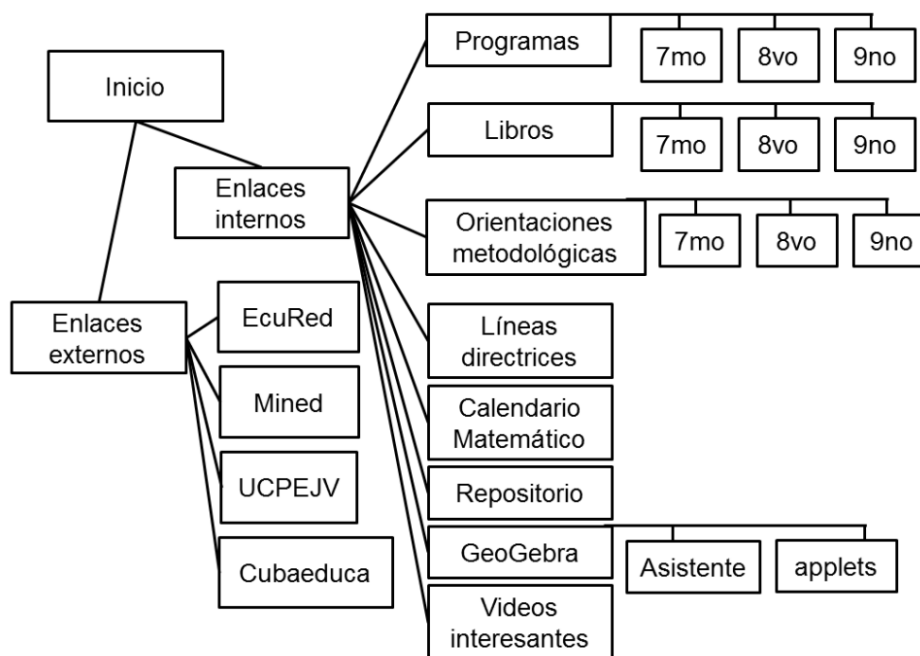 Inicio
Enlaces
internos
Enlaces
externos
EcuRed
Mined
UCPEJV
Cubaeduca
Programas
7mo
8vo
9no
Libros
7mo
8vo
9no
Orientaciones
metodológicas
7mo
8vo
9no
Líneas
directrices
Calendario
Matemático
Repositorio
GeoGebra
Asistente
applets
Videos
interesantes